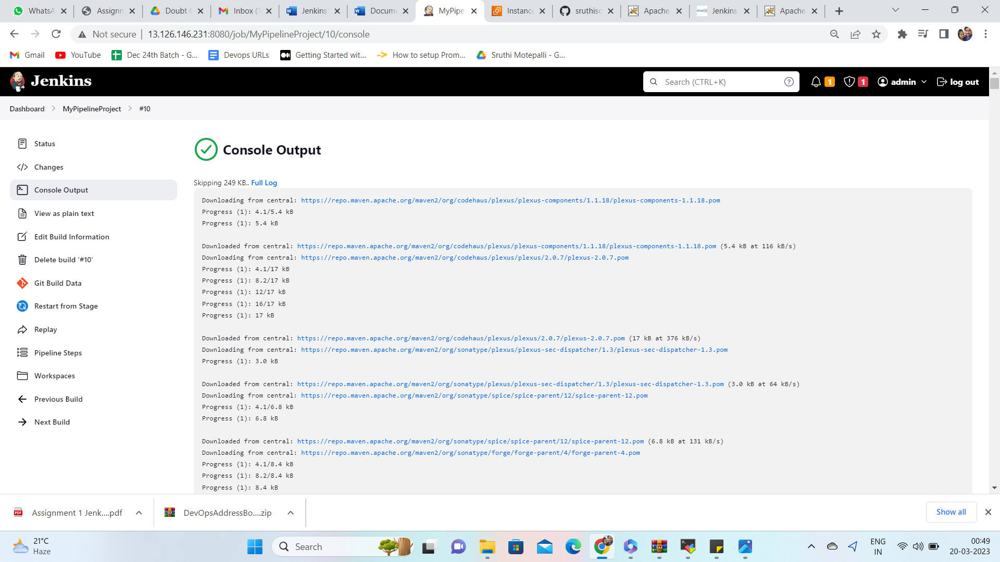 WhatsA
Assignm
Doubt C
Inbox (1
Jenkins
Docume
MyPipel
Instance
sruthisc
Apache
Jenkins
Apache
Not secure
13.126.146.231:8080/job/MyPipelineProject/10/console
Gmail
YouTube
Dec 24th Batch - G...
Devops URLs
Getting Started wit...
How to setup Prom...
Sruthi Motepalli - G...
Jenkins
Search (CTRL+K)
1
1
admin
log out
Dashboard
MyPipelineProject
#10
Status
Changes
Console Output
View as plain text
Edit Build Information
Delete build ‘#10’
Git Build Data
Restart from Stage
Replay
Pipeline Steps
Workspaces
Previous Build
Next Build
Console Output
Skipping 249 KB.. Full Log
Downloading from central: https://repo.maven.apache.org/maven2/org/codehaus/plexus/plexus-components/1.1.18/plexus-components-1.1.18.pom
Progress (1): 4.1/5.4 kB
Progress (1): 5.4 kB
Downloaded from central: https://repo.maven.apache.org/maven2/org/codehaus/plexus/plexus-components/1.1.18/plexus-components-1.1.18.pom (5.4 kB at 116 kB/s)
Downloading from central: https://repo.maven.apache.org/maven2/org/codehaus/plexus/plexus/2.0.7/plexus-2.0.7.pom
Progress (1): 4.1/17 kB
Progress (1): 8.2/17 kB
Progress (1): 12/17 kB
Progress (1): 16/17 kB
Progress (1): 17 kB
Downloaded from central: https://repo.maven.apache.org/maven2/org/codehaus/plexus/plexus/2.0.7/plexus-2.0.7.pom (17 kB at 376 kB/s)
Downloading from central: https://repo.maven.apache.org/maven2/org/sonatype/plexus/plexus-sec-dispatcher/1.3/plexus-sec-dispatcher-1.3.pom
Progress (1): 3.0 kB
Downloaded from central: https://repo.maven.apache.org/maven2/org/sonatype/plexus/plexus-sec-dispatcher/1.3/plexus-sec-dispatcher-1.3.pom (3.0 kB at 64 kB/s)
Downloading from central: https://repo.maven.apache.org/maven2/org/sonatype/spice/spice-parent/12/spice-parent-12.pom
Progress (1): 4.1/6.8 kB
Progress (1): 6.8 kB
Downloaded from central: https://repo.maven.apache.org/maven2/org/sonatype/spice/spice-parent/12/spice-parent-12.pom (6.8 kB at 131 kB/s)
Downloading from central: https://repo.maven.apache.org/maven2/org/sonatype/forge/forge-parent/4/forge-parent-4.pom
Progress (1): 4.1/8.4 kB
Progress (1): 8.2/8.4 kB
Progress (1): 8.4 kB
Assignment 1 Jenk....pdf
DevOpsAddressBo....zip
Show all
21°C
Haze
Search
ENG
IN
00:49
20-03-2023